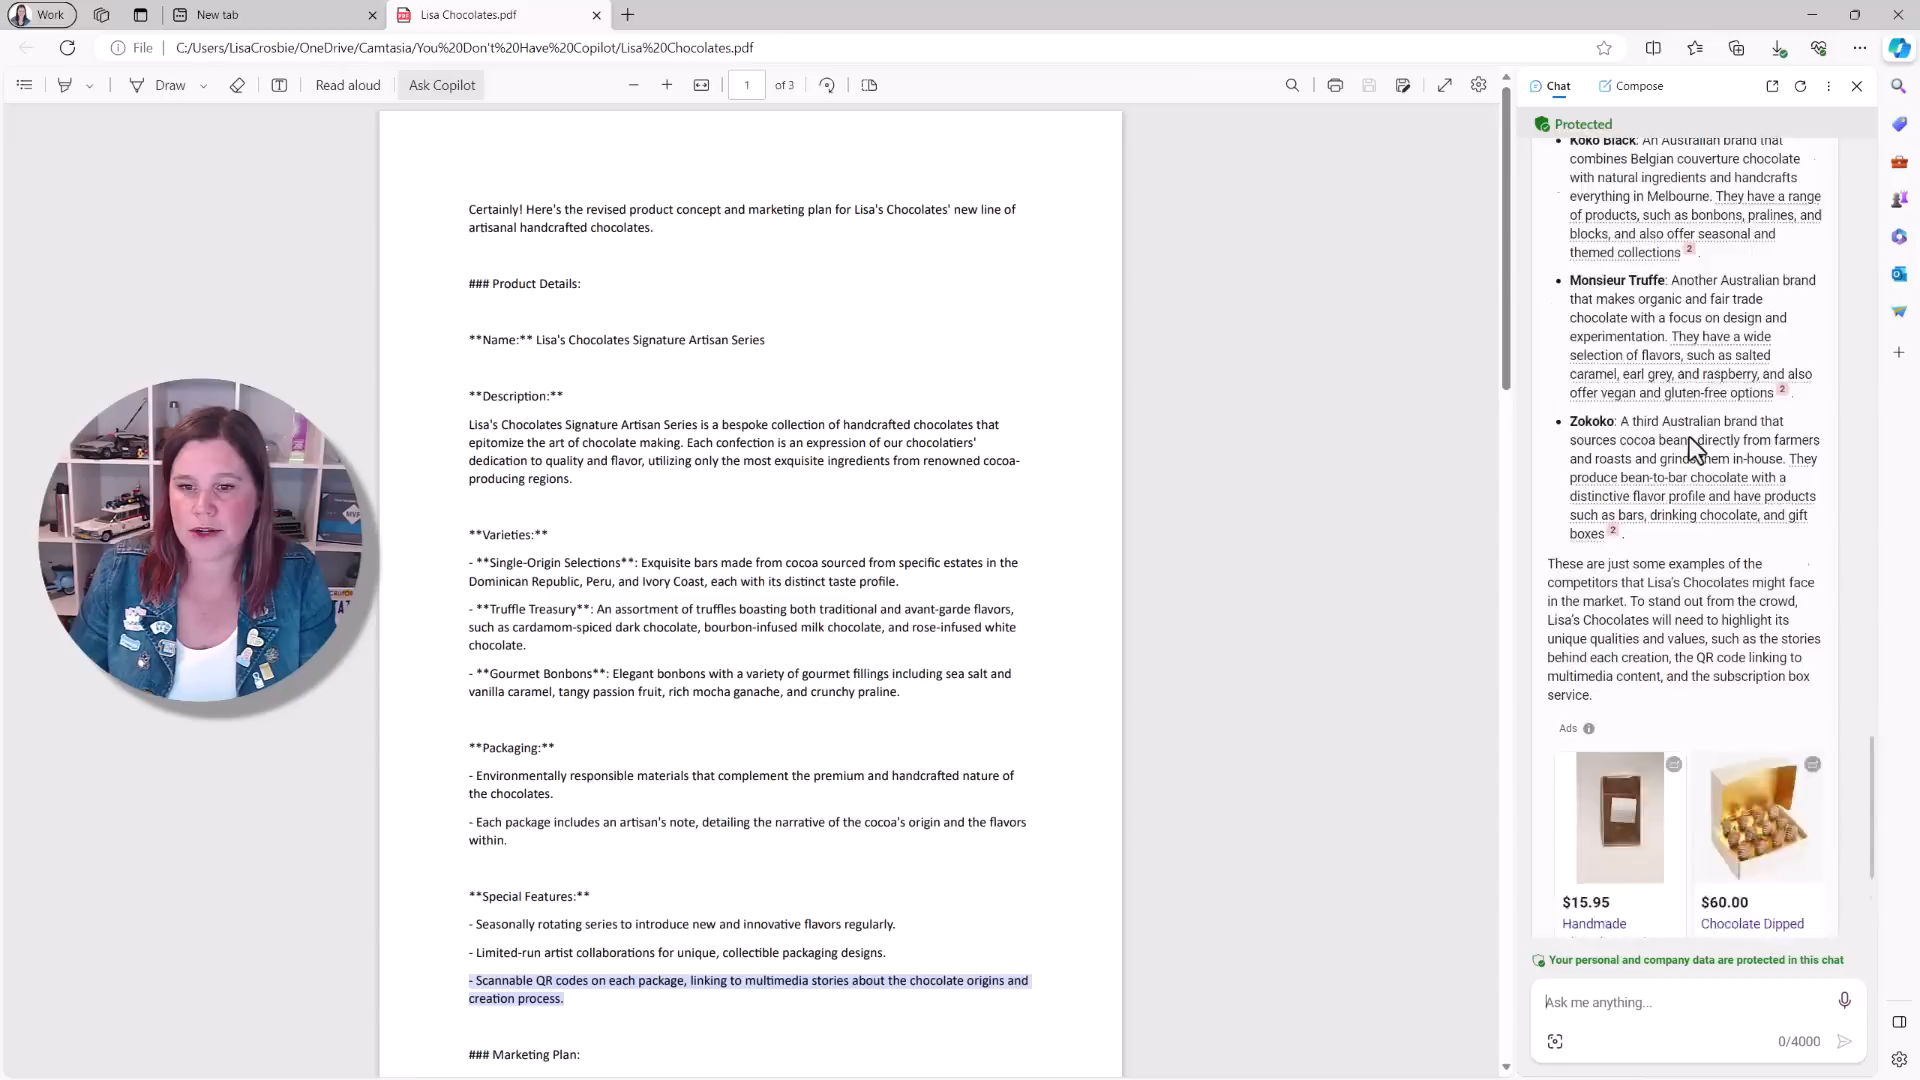 Work
New tab
Lisa Chocolates.pdf
File
C:/Users/LisaCrosbie/OneDrive/Camtasia/You%20Don't%20Have%20Copilot/Lisa%20Chocolates.pdf
Draw
Read aloud
Ask Copilot
1
of 3
Certainly! Here's the revised product concept and marketing plan for Lisa's Chocolates' new line of
artisanal handcrafted chocolates.
### Product Details:
**Name:** Lisa's Chocolates Signature Artisan Series
**Description:**
Lisa's Chocolates Signature Artisan Series is a bespoke collection of handcrafted chocolates that
epitomize the art of chocolate making. Each confection is an expression of our chocolatiers'
dedication to quality and flavor, utilizing only the most exquisite ingredients from renowned cocoa-
producing regions.
**Varieties:**
- **Single-Origin Selections**: Exquisite bars made from cocoa sourced from specific estates in the
Dominican Republic, Peru, and Ivory Coast, each with its distinct taste profile.
- **Truffle Treasury**: An assortment of truffles boasting both traditional and avant-garde flavors,
such as cardamom-spiced dark chocolate, bourbon-infused milk chocolate, and rose-infused white
chocolate.
- **Gourmet Bonbons**: Elegant bonbons with a variety of gourmet fillings including sea salt and
vanilla caramel, tangy passion fruit, rich mocha ganache, and crunchy praline.
**Packaging:**
- Environmentally responsible materials that complement the premium and handcrafted nature of
the chocolates.
- Each package includes an artisan's note, detailing the narrative of the cocoa's origin and the flavors
within.
**Special Features:**
- Seasonally rotating series to introduce new and innovative flavors regularly.
- Limited-run artist collaborations for unique, collectible packaging designs.
- Scannable QR codes on each package, linking to multimedia stories about the chocolate origins and
creation process.
### Marketing Plan:
Chat
Compose
Protected
• Koko Black: An Australian brand that
combines Belgian couverture chocolate
with natural ingredients and handcrafts
everything in Melbourne. They have a range
of products, such as bonbons, pralines, and
blocks, and also offer seasonal and
themed collections 2 .
• Monsieur Truffe: Another Australian brand
that makes organic and fair trade
chocolate with a focus on design and
experimentation. They have a wide
selection of flavors, such as salted
caramel, earl grey, and raspberry, and also
offer vegan and gluten-free options 2 .
• Zokoko: A third Australian brand that
sources cocoa beans directly from farmers
and roasts and grinds them in-house. They
produce bean-to-bar chocolate with a
distinctive flavor profile and have products
such as bars, drinking chocolate, and gift
boxes 2 .
These are just some examples of the
competitors that Lisa's Chocolates might face
in the market. To stand out from the crowd,
Lisa's Chocolates will need to highlight its
unique qualities and values, such as the stories
behind each creation, the QR code linking to
multimedia content, and the subscription box
service.
Ads
$15.95
Handmade
$60.00
Chocolate Dipped
Your personal and company data are protected in this chat
Ask me anything...
0/4000